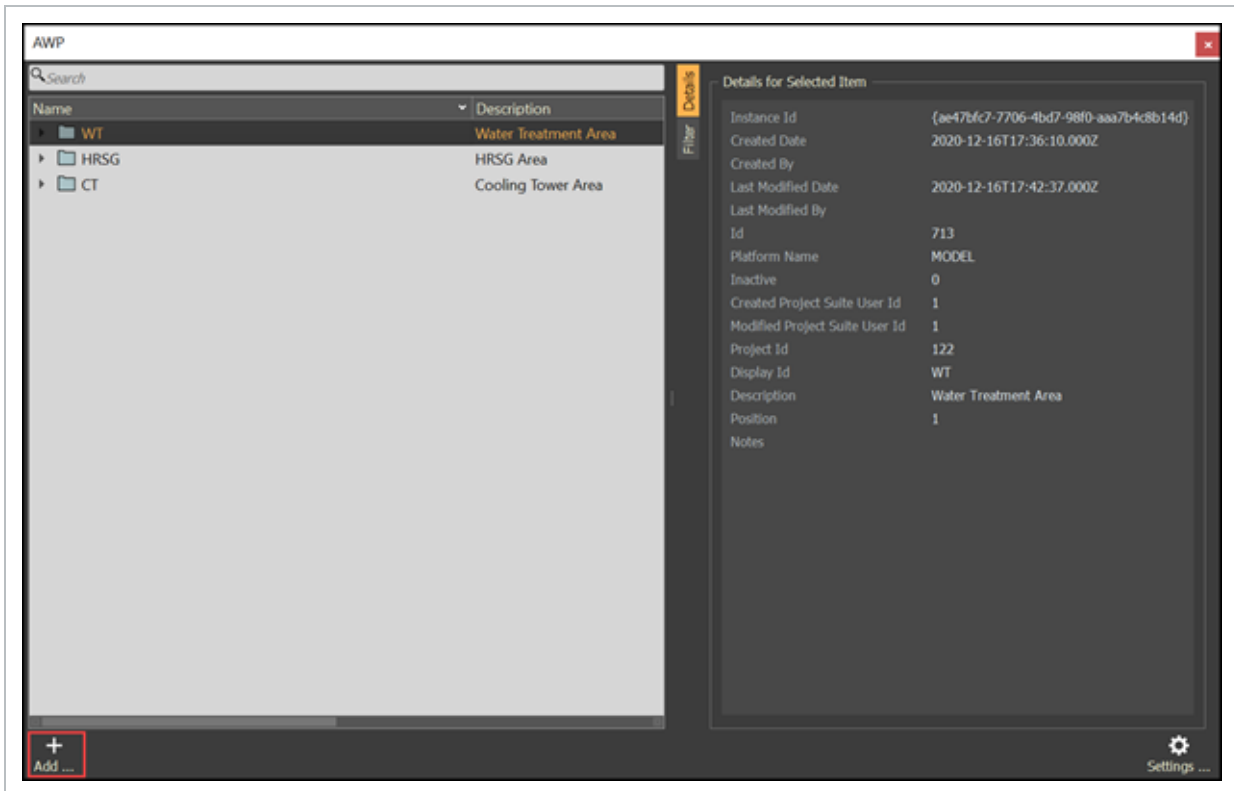 AWP
Search
Name Description
WT Water Treatment Area
HRSG HRSG Area
CT Cooling Tower Area
Details
Filter
Details for Selected Item
Instance Id {ae47bfc7-7706-4bd7-98f0-aaa7b4c8b14d}
Created Date 2020-12-16T17:36:10.000Z
Created By
Last Modified Date 2020-12-16T17:42:37.000Z
Last Modified By
Id 713
Platform Name MODEL
Inactive 0
Created Project Suite User Id 1
Modified Project Suite User Id 1
Project Id 122
Display Id WT
Description Water Treatment Area
Position 1
Notes
Add ...
Settings ...